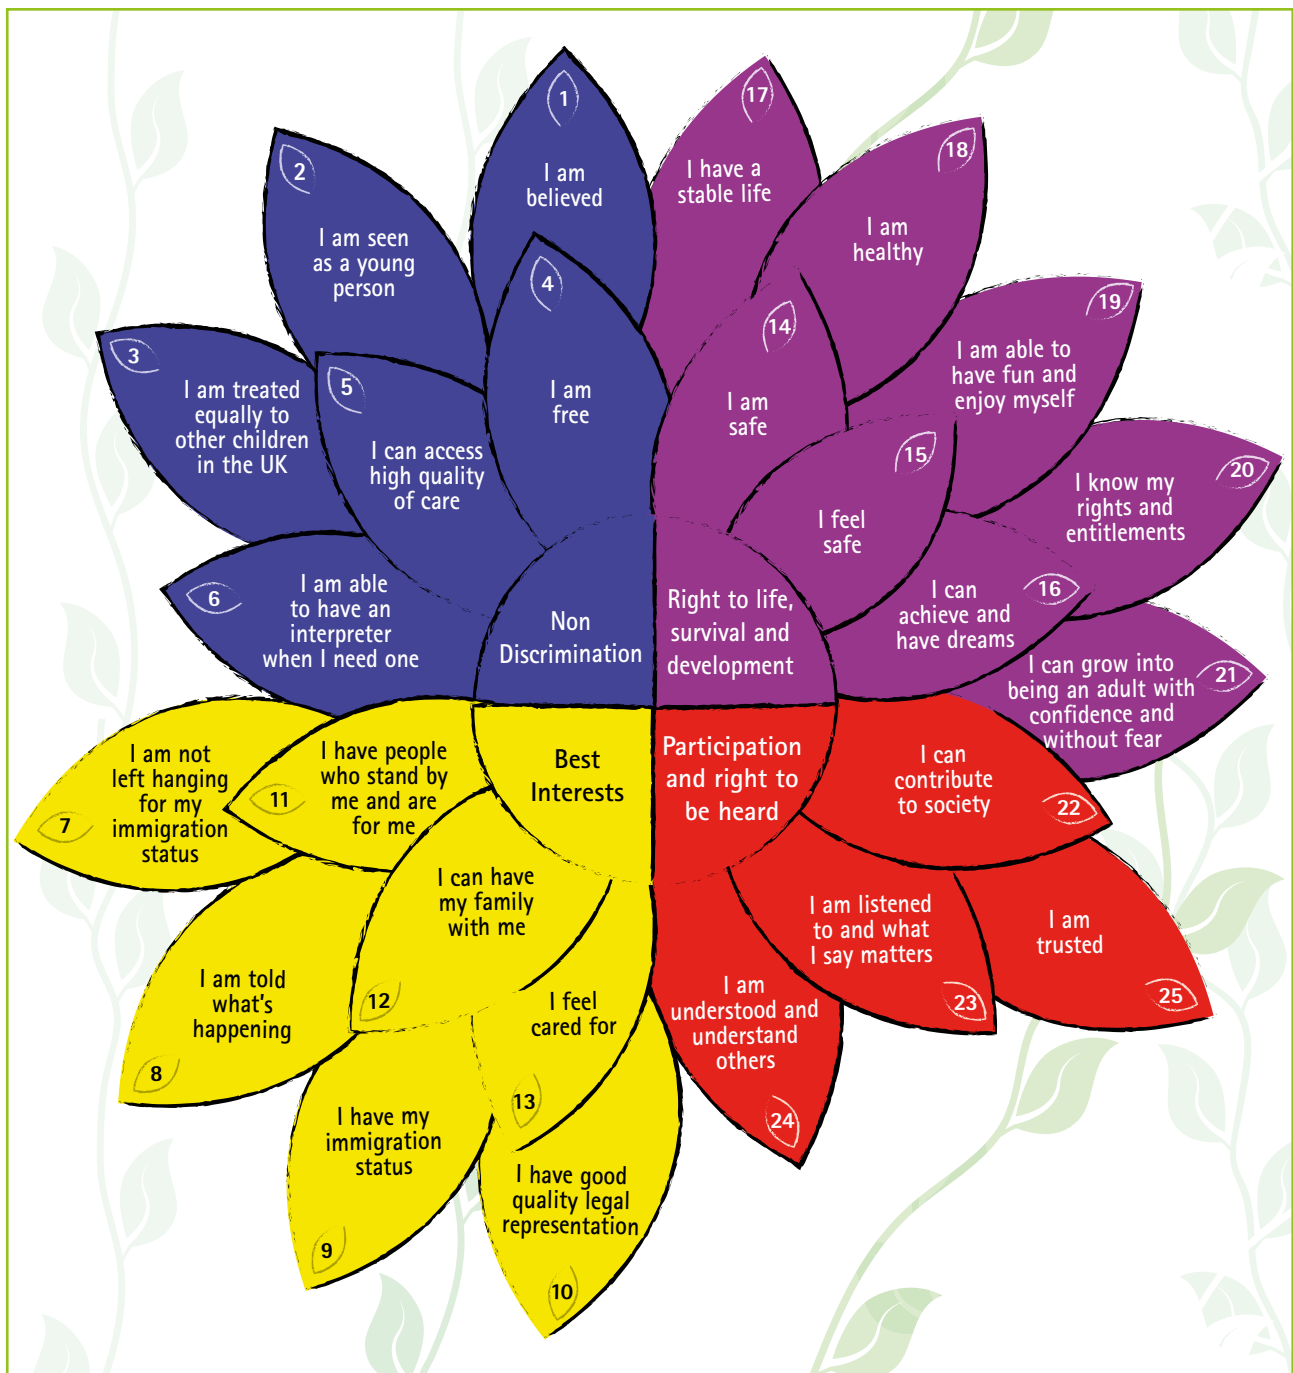 1
I am
believed
2
I am seen
as a young
person
3
I am treated
equally to
other children
in the UK
4
I am
free
5
I can access
high quality
of care
6
I am able
to have an
interpreter
when I need one
Non
Discrimination
17
I have a
stable life
18
I am
healthy
19
I am able to
have fun and
enjoy myself
14
I am
safe
15
I feel
safe
20
I know my
rights and
entitlements
16
I can
achieve and
have dreams
21
I can grow into
being an adult with
confidence and
without fear
Right to life,
survival and
development
7
I am not
left hanging
for my
immigration
status
11
I have people
who stand by
me and are
for me
Best
Interests
12
I can have
my family
with me
8
I am told
what's
happening
13
I feel
cared for
9
I have my
immigration
status
10
I have good
quality legal
representation
Participation
and right to
be heard
22
I can
contribute
to society
23
I am listened
to and what
I say matters
25
I am
trusted
24
I am
understood and
understand
others